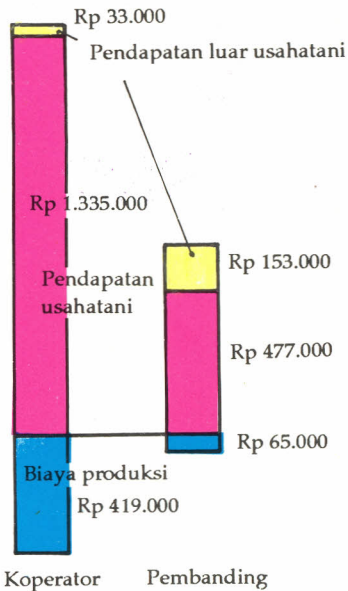 Rp 33.000
Pendapatan luar usahatani
Rp 1.335.000
Rp 153.000
Pendapatan
usahatani
Rp 477.000
Rp 65.000
Biaya produksi
Rp 419.000
Koperator Pembanding